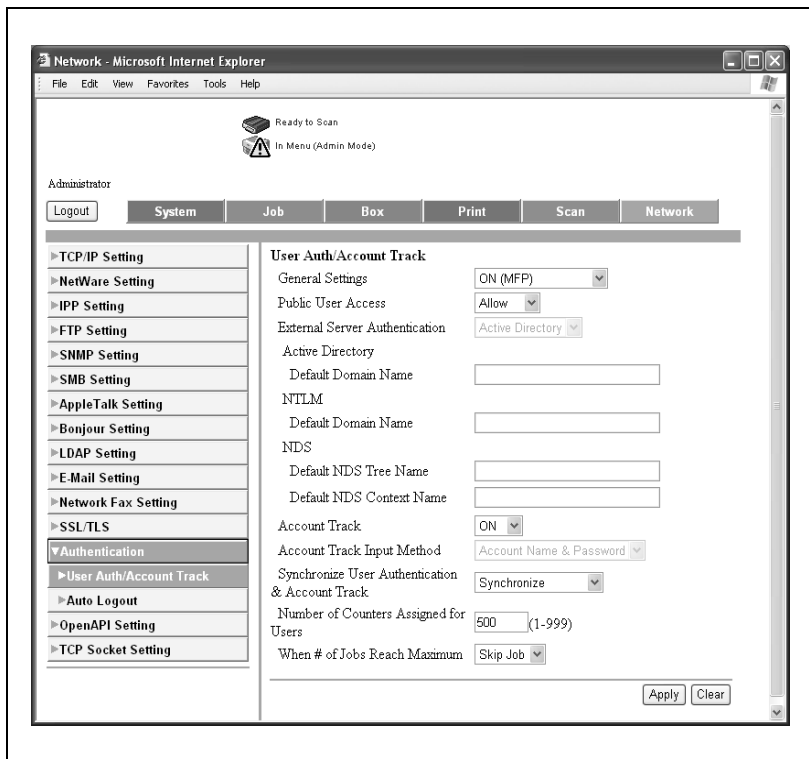 Network - Microsoft Internet Explorer
File Edit View Favorites Tools Help
Ready to Scan
In Menu (Admin Mode)
Administrator
Logout System Job Box Print Scan Network
TCP/IP Setting
NetWare Setting
IPP Setting
FTP Setting
SNMP Setting
SMB Setting
AppleTalk Setting
Bonjour Setting
LDAP Setting
E-Mail Setting
Network Fax Setting
SSL/TLS
Authentication
User Auth/Account Track
Auto Logout
OpenAPI Setting
TCP Socket Setting
User Auth/Account Track
General Settings ON (MFP)
Public User Access Allow
External Server Authentication Active Directory
Active Directory
Default Domain Name
NTLM
Default Domain Name
NDS
Default NDS Tree Name
Default NDS Context Name
Account Track ON
Account Track Input Method Account Name & Password
Synchronize User Authentication
& Account Track Synchronize
Number of Counters Assigned for
Users 500 (1-999)
When # of Jobs Reach Maximum Skip Job
Apply Clear